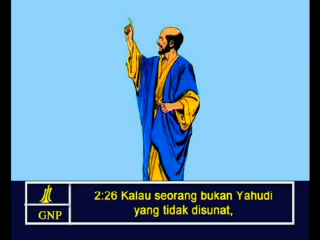 2:26 Kalau seorang bukan Yahudi
yang tidak disunat,
GNP